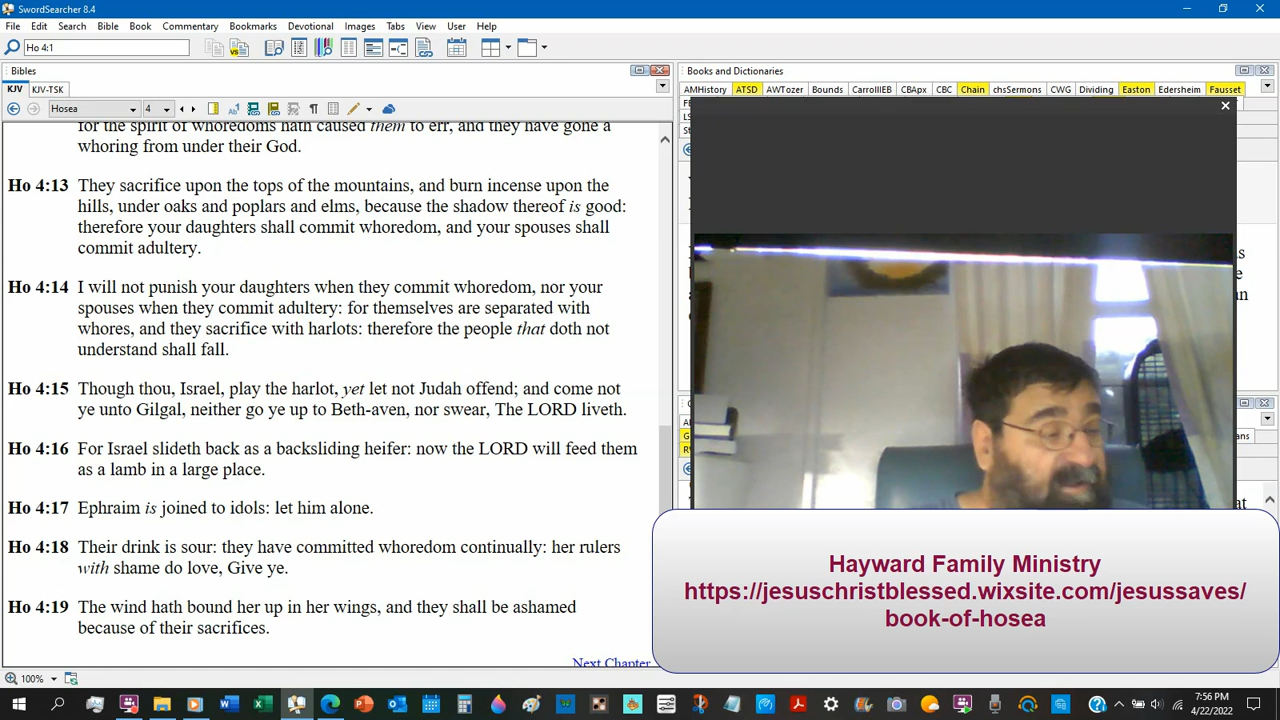 SwordSearcher 8.4
File Edit Search Bible Book Commentary Bookmarks Devotional Images Tabs View User Help
Ho 4:1
Bibles
KJV KJV-TSK
Hosea 4
for the spirit of whoredoms hath caused them to err, and they have gone a
whoring from under their God.
Ho 4:13 They sacrifice upon the tops of the mountains, and burn incense upon the
hills, under oaks and poplars and elms, because the shadow thereof is good:
therefore your daughters shall commit whoredom, and your spouses shall
commit adultery.
Ho 4:14 I will not punish your daughters when they commit whoredom, nor your
spouses when they commit adultery: for themselves are separated with
whores, and they sacrifice with harlots: therefore the people that doth not
understand shall fall.
Ho 4:15 Though thou, Israel, play the harlot, yet let not Judah offend; and come not
ye unto Gilgal, neither go ye up to Beth-aven, nor swear, The LORD liveth.
Ho 4:16 For Israel slideth back as a backsliding heifer: now the LORD will feed them
as a lamb in a large place.
Ho 4:17 Ephraim is joined to idols: let him alone.
Ho 4:18 Their drink is sour: they have committed whoredom continually: her rulers
with shame do love, Give ye.
Ho 4:19 The wind hath bound her up in her wings, and they shall be ashamed
because of their sacrifices.
Next Chapter
100%
Books and Dictionaries
AMHistory ATSD AWTozer Bounds CarrollIEB CBApx CBC Chain chsSermons CWG Dividing Easton Edersheim Fausset
Hayward Family Ministry
https://jesuschristblessed.wixsite.com/jesussaves/
book-of-hosea
7:56 PM
4/22/2022